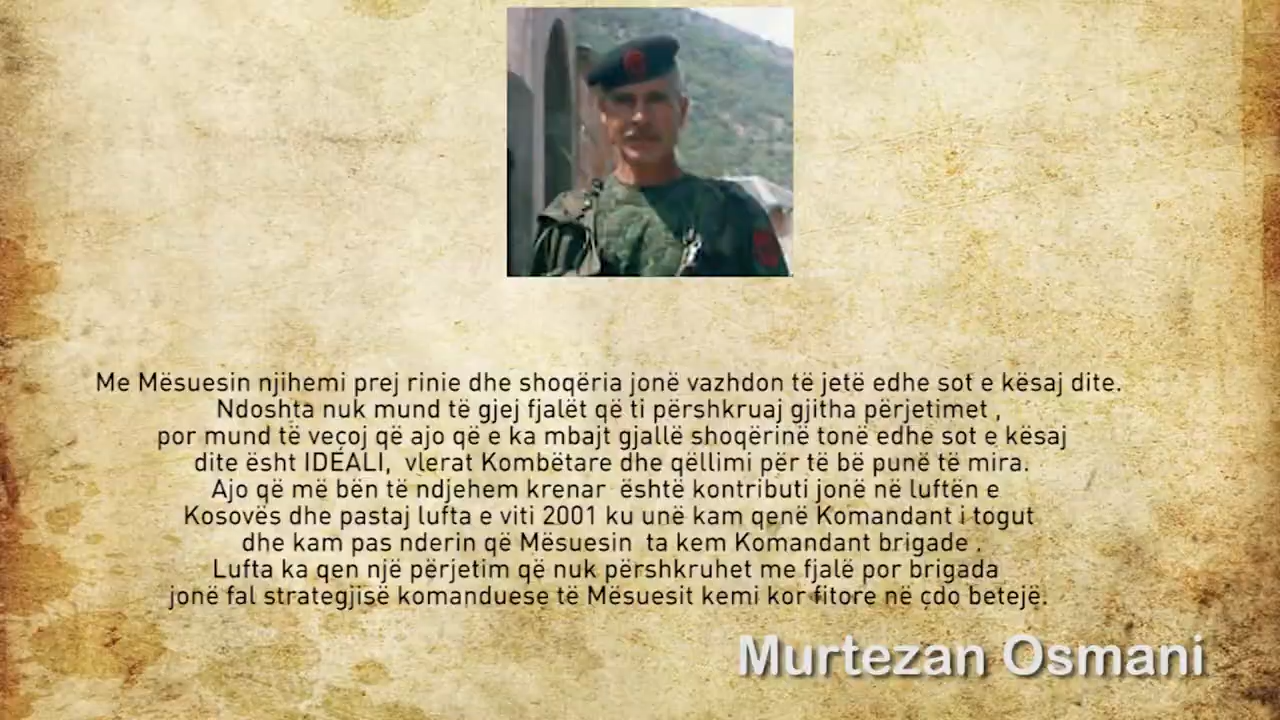 Me Mësuesin njihemi prej rinie dhe shoqëria jonë vazhdon të jetë edhe sot e kësaj dite.
Ndoshta nuk mund të gjej fjalët që ti përshkruaj gjitha përjetimet ,
por mund të veçoj që ajo që e ka mbajt gjallë shoqërinë tonë edhe sot e kësaj
dite ësht IDEALI, vlerat Kombëtare dhe qëllimi për të bë punë të mira.
Ajo që më bën të ndjehem krenar është kontributi jonë në luftën e
Kosovës dhe pastaj lufta e viti 2001 ku unë kam qenë Komandant i togut
dhe kam pas nderin që Mësuesin ta kem Komandant brigade .
Lufta ka qen një përjetim që nuk përshkruhet me fjalë por brigada
jonë fal strategjisë komanduese të Mësuesit kemi kor fitore në çdo betejë.
Murtezan Osmani